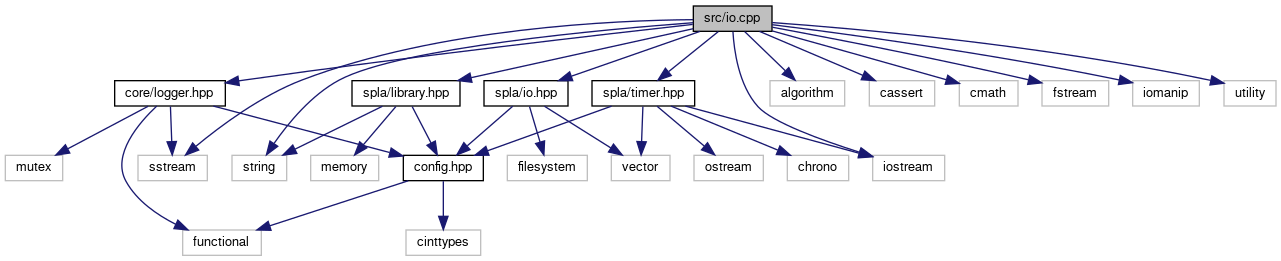 src/io.cpp
core/logger.hpp
spla/library.hpp
spla/io.hpp
spla/timer.hpp
algorithm
cassert
cmath
fstream
iomanip
utility
mutex
sstream
string
memory
config.hpp
filesystem
vector
ostream
chrono
iostream
functional
cinttypes